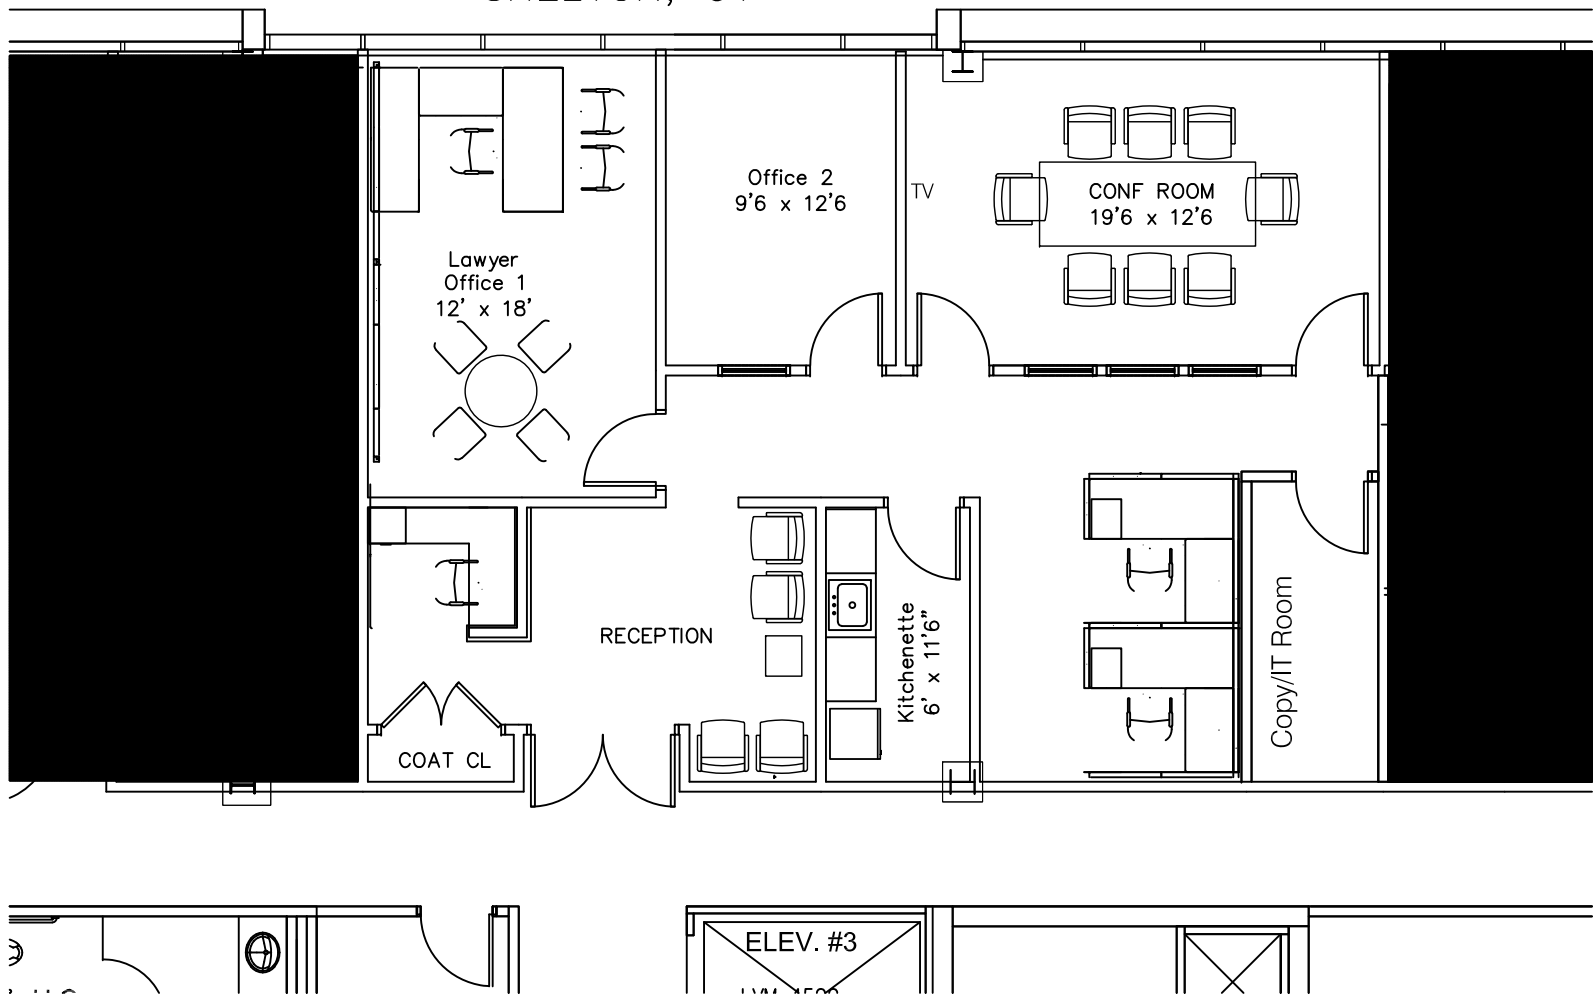 Office 2
9'6 x 12'6
TV
CONF ROOM
19'6 x 12'6
Lawyer
Office 1
12' x 18'
RECEPTION
Kitchenette
6' x 11'6"
Copy/IT Room
COAT CL
ELEV. #3